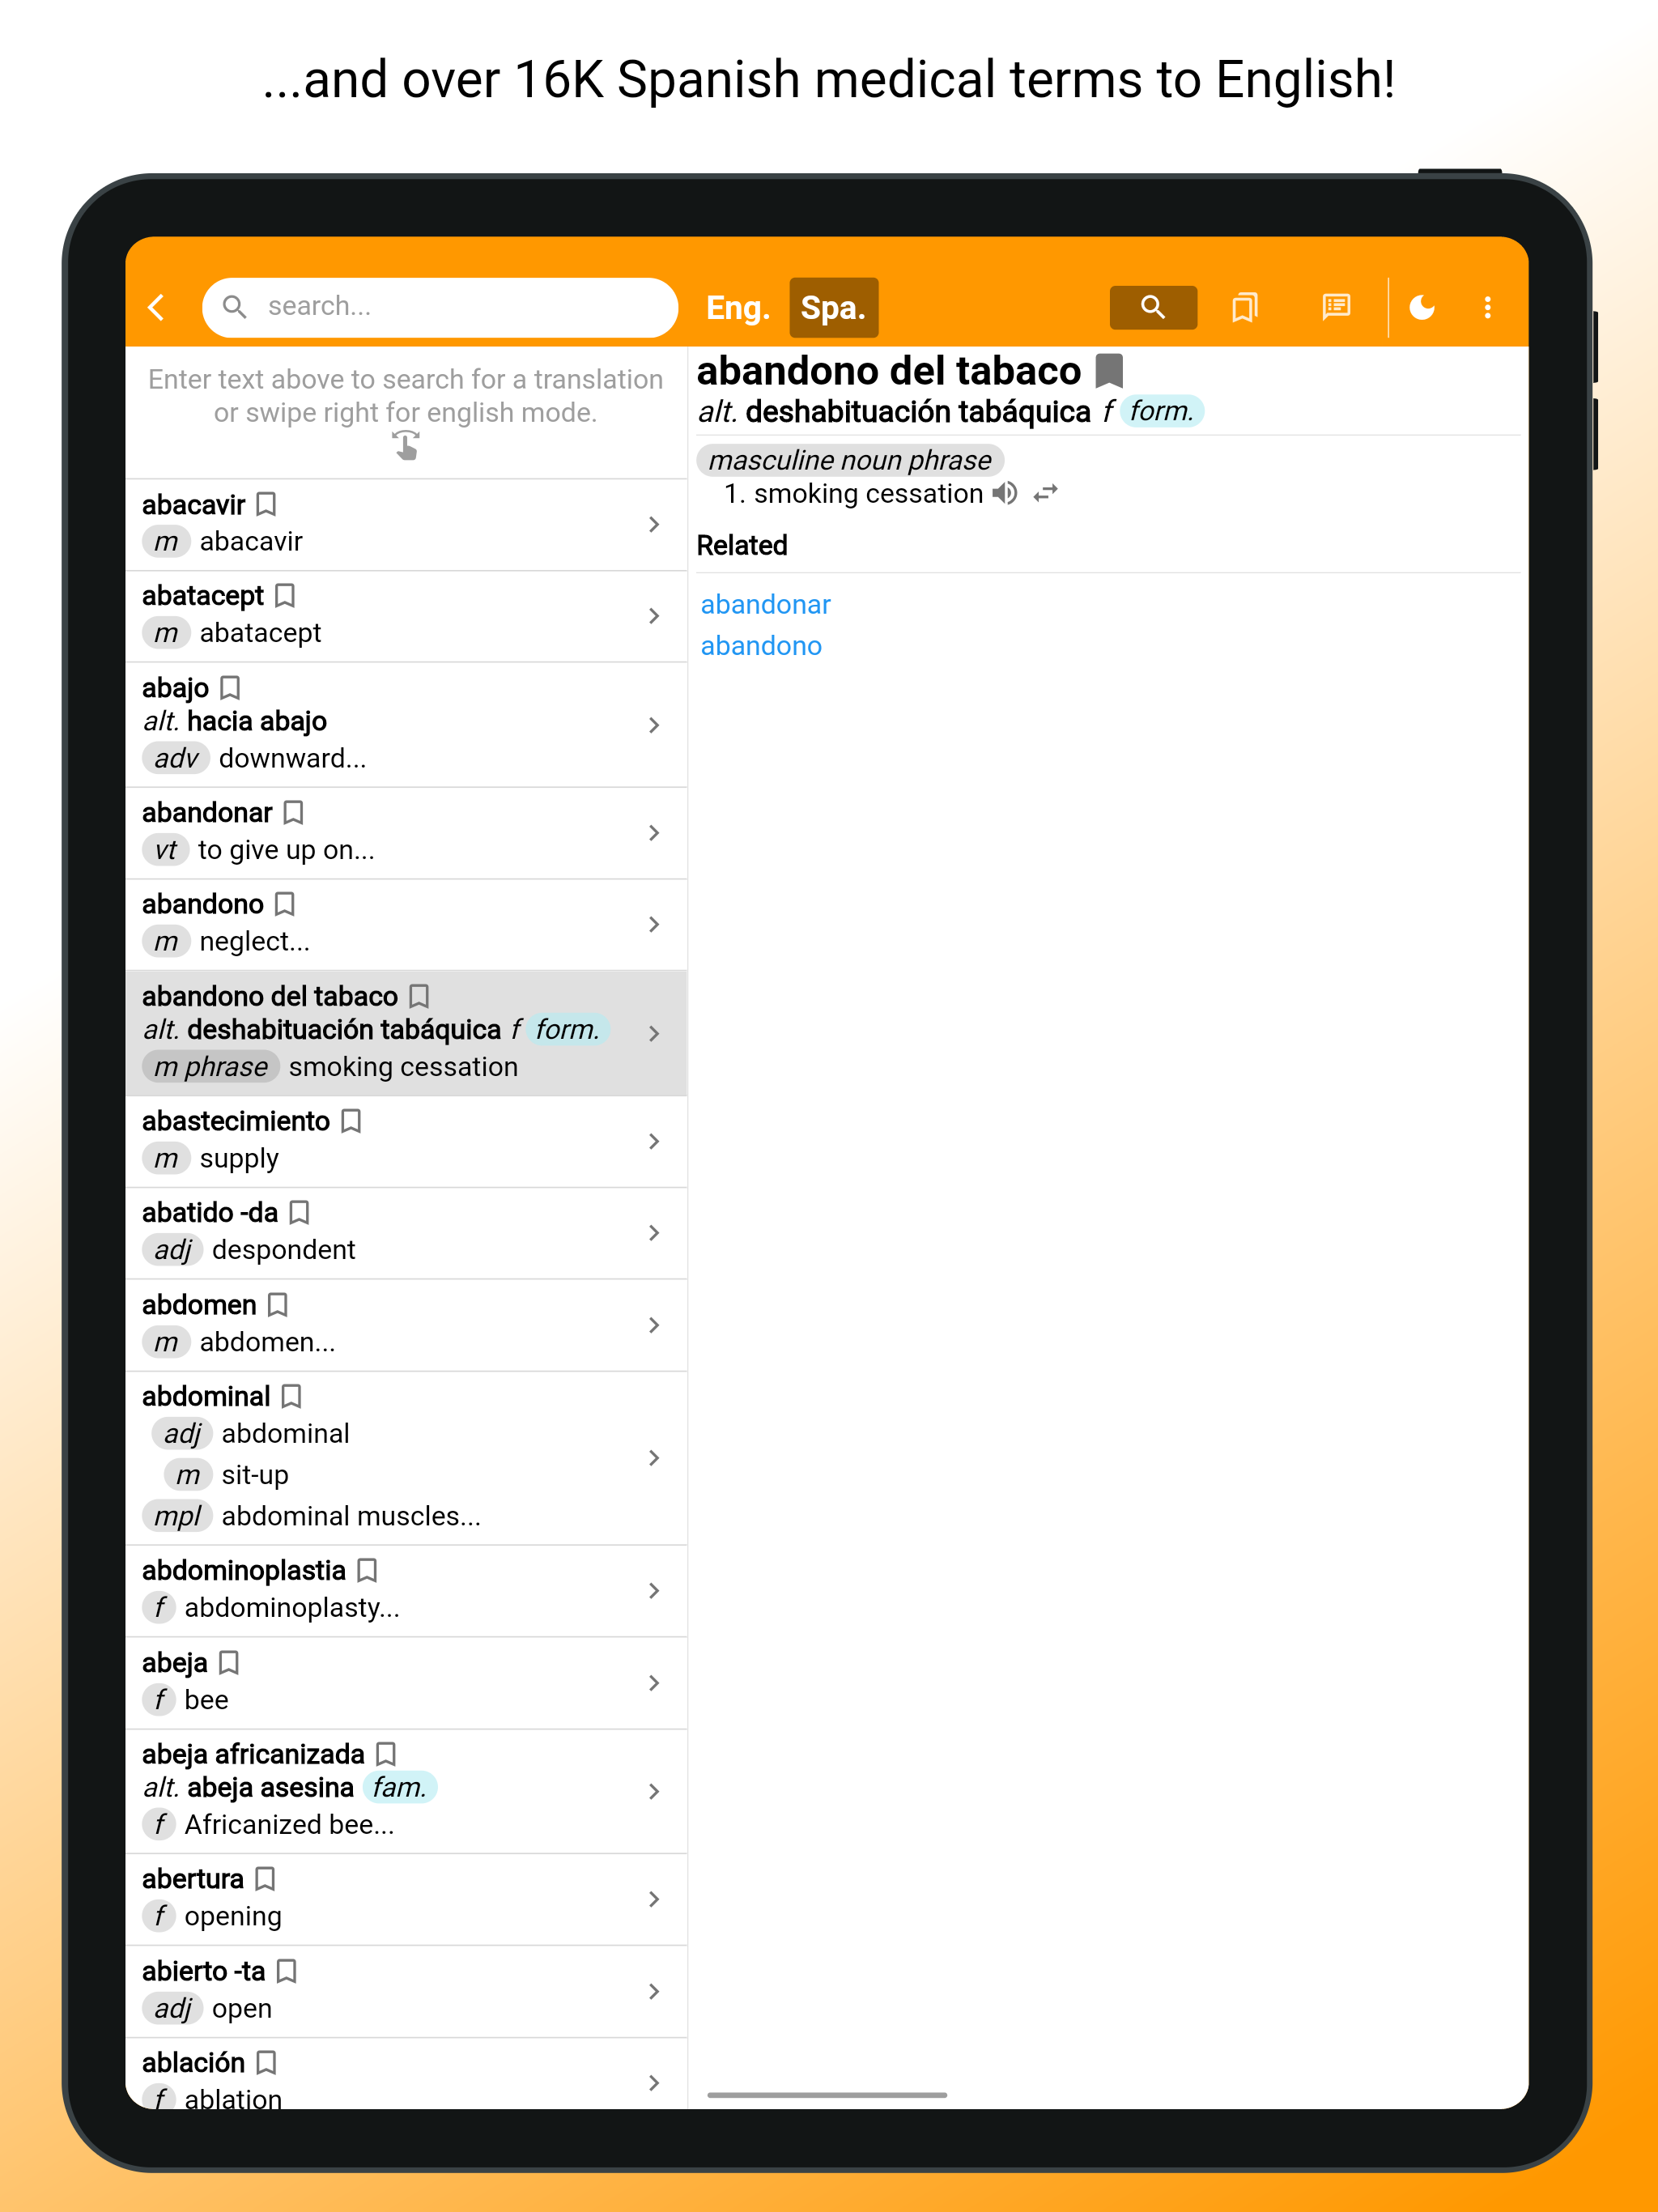 ...and over 16K Spanish medical terms to English!
search...
Eng. Spa.
Enter text above to search for a translation
or swipe right for english mode.
abacavir
m abacavir
abatacept
m abatacept
abajo
alt. hacia abajo
adv downward...
abandonar
vt to give up on...
abandono
m neglect...
abandono del tabaco
alt. deshabituación tabáquica f form.
m phrase smoking cessation
abastecimiento
m supply
abatido -da
adj despondent
abdomen
m abdomen...
abdominal
adj abdominal
m sit-up
mpl abdominal muscles...
abdominoplastia
f abdominoplasty...
abeja
f bee
abeja africanizada
alt. abeja asesina fam.
f Africanized bee...
abertura
f opening
abierto -ta
adj open
ablación
f ablation
abandono del tabaco
alt. deshabituación tabáquica f form.
masculine noun phrase
1. smoking cessation
Related
abandonar
abandono